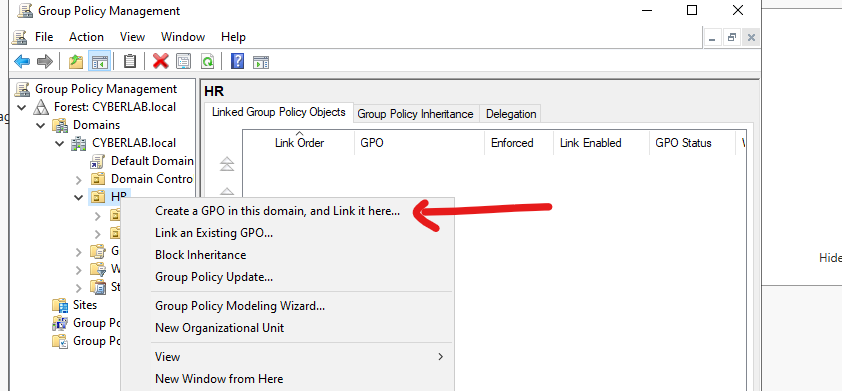 Group Policy Management
File Action View Window Help
Group Policy Management
Forest: CYBERLAB.local
Domains
CYBERLAB.local
Default Domain
Domain Contro
HR
G
W
St
Sites
Group Po
Group Po
HR
Linked Group Policy Objects Group Policy Inheritance Delegation
Link Order GPO Enforced Link Enabled GPO Status
Create a GPO in this domain, and Link it here...
Link an Existing GPO...
Block Inheritance
Group Policy Update...
Group Policy Modeling Wizard...
New Organizational Unit
View
New Window from Here
Hide